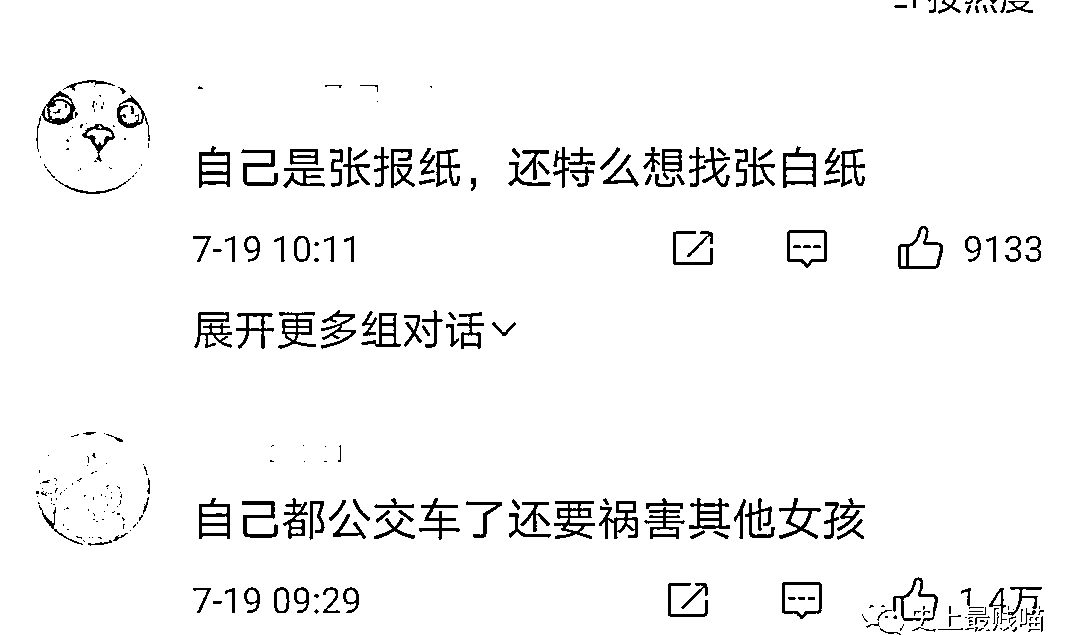 按热度
自己是张报纸，还特么想找张白纸
7-19 10:11
9133
展开更多组对话
自己都公交车了还要祸害其他女孩
7-19 09:29
1.4万
史上最贱喵